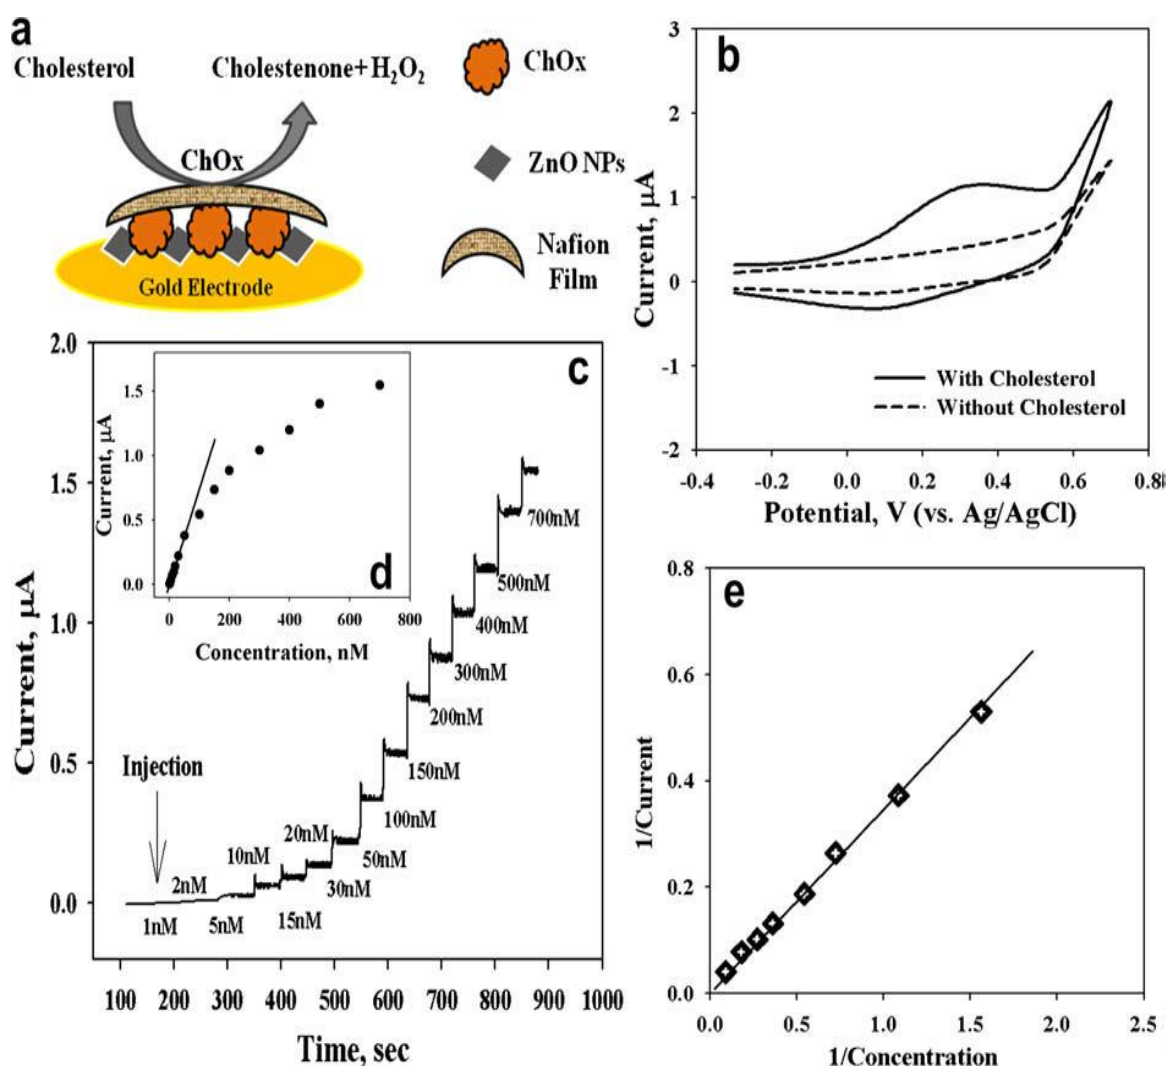 a
Cholesterol
Cholestenone+ H₂O₂
ChOx
ChOx
ZnO NPs
Nafion
Film
Gold Electrode
b
3
2
1
0
-1
-2
Current, µA
With Cholesterol
Without Cholesterol
-0.4
-0.2
0.0
0.2
0.4
0.6
0.8
Potential, V (vs. Ag/AgCl)
c
2.0
1.5
1.0
0.5
0.0
Current, µA
Injection
1nM
2nM
5nM
10nM
15nM
20nM
30nM
50nM
100nM
150nM
200nM
300nM
400nM
500nM
700nM
100
200
300
400
500
600
700
800
900
1000
Time, sec
d
1.5
1.0
0.5
0.0
Current, µA
0
200
400
600
800
Concentration, nM
e
0.8
0.6
0.4
0.2
0.0
1/Current
0.0
0.5
1.0
1.5
2.0
2.5
1/Concentration